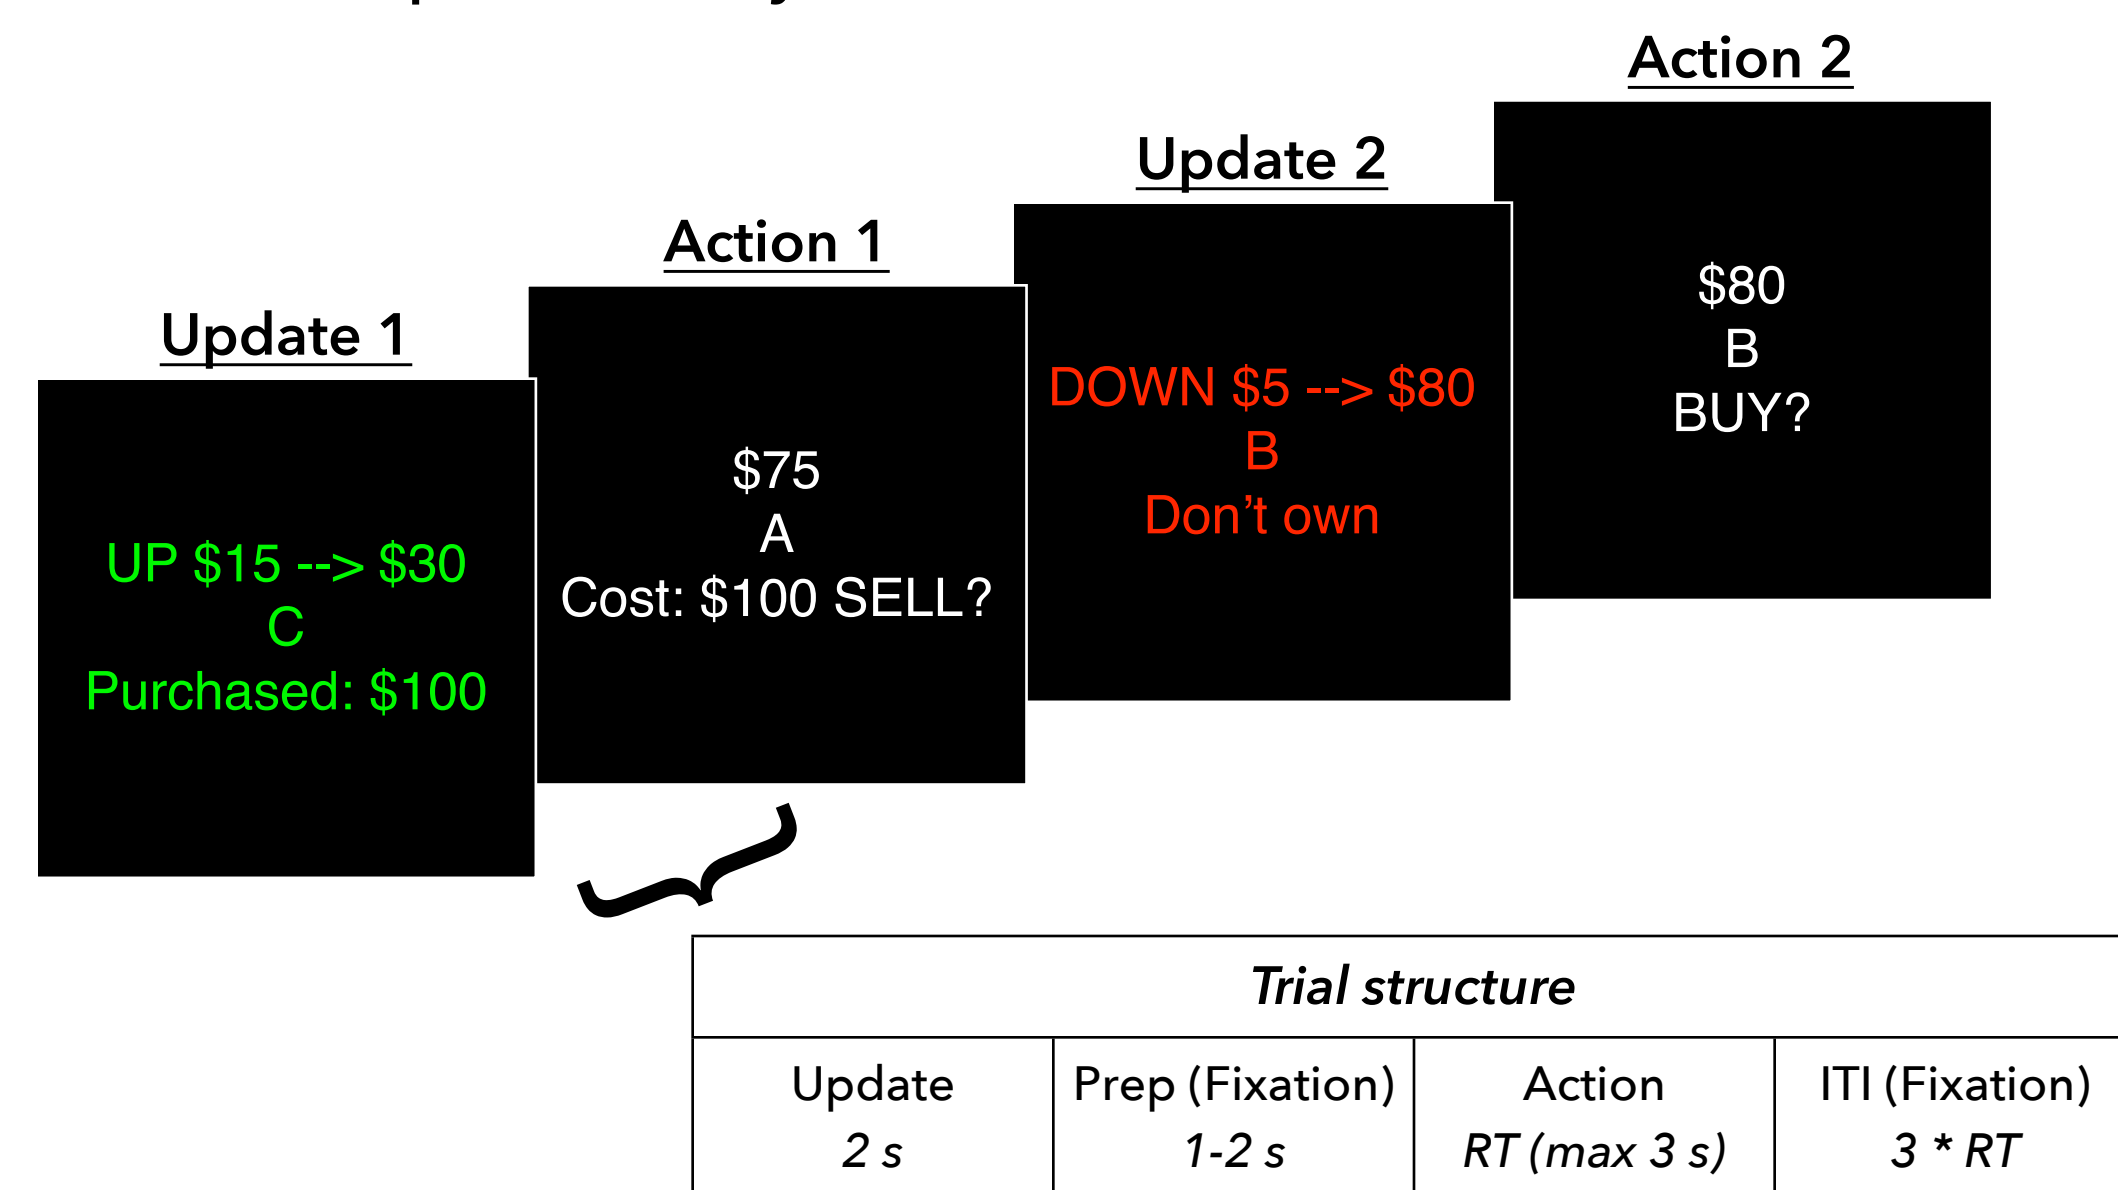 Update 1
UP $15 --> $30
C
Purchased: $100
Action 1
$75
A
Cost: $100 SELL?
Update 2
DOWN $5 --> $80
B
Don’t own
Action 2
$80
B
BUY?
Trial structure
Update
2 s
Prep (Fixation)
1-2 s
Action
RT (max 3 s)
ITI (Fixation)
3 * RT